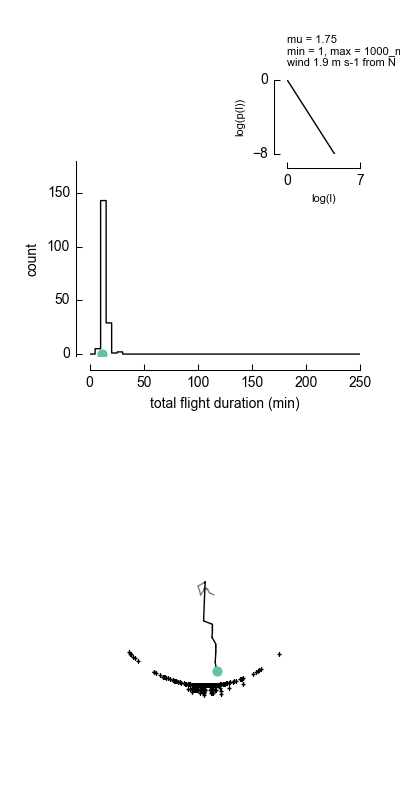 mu = 1.75
min = 1, max = 1000_m
wind 1.9 m s-1 from N
0
log(p(l))
−8
0
7
log(l)
150
100
50
0
count
0
50
100
150
200
250
total flight duration (min)